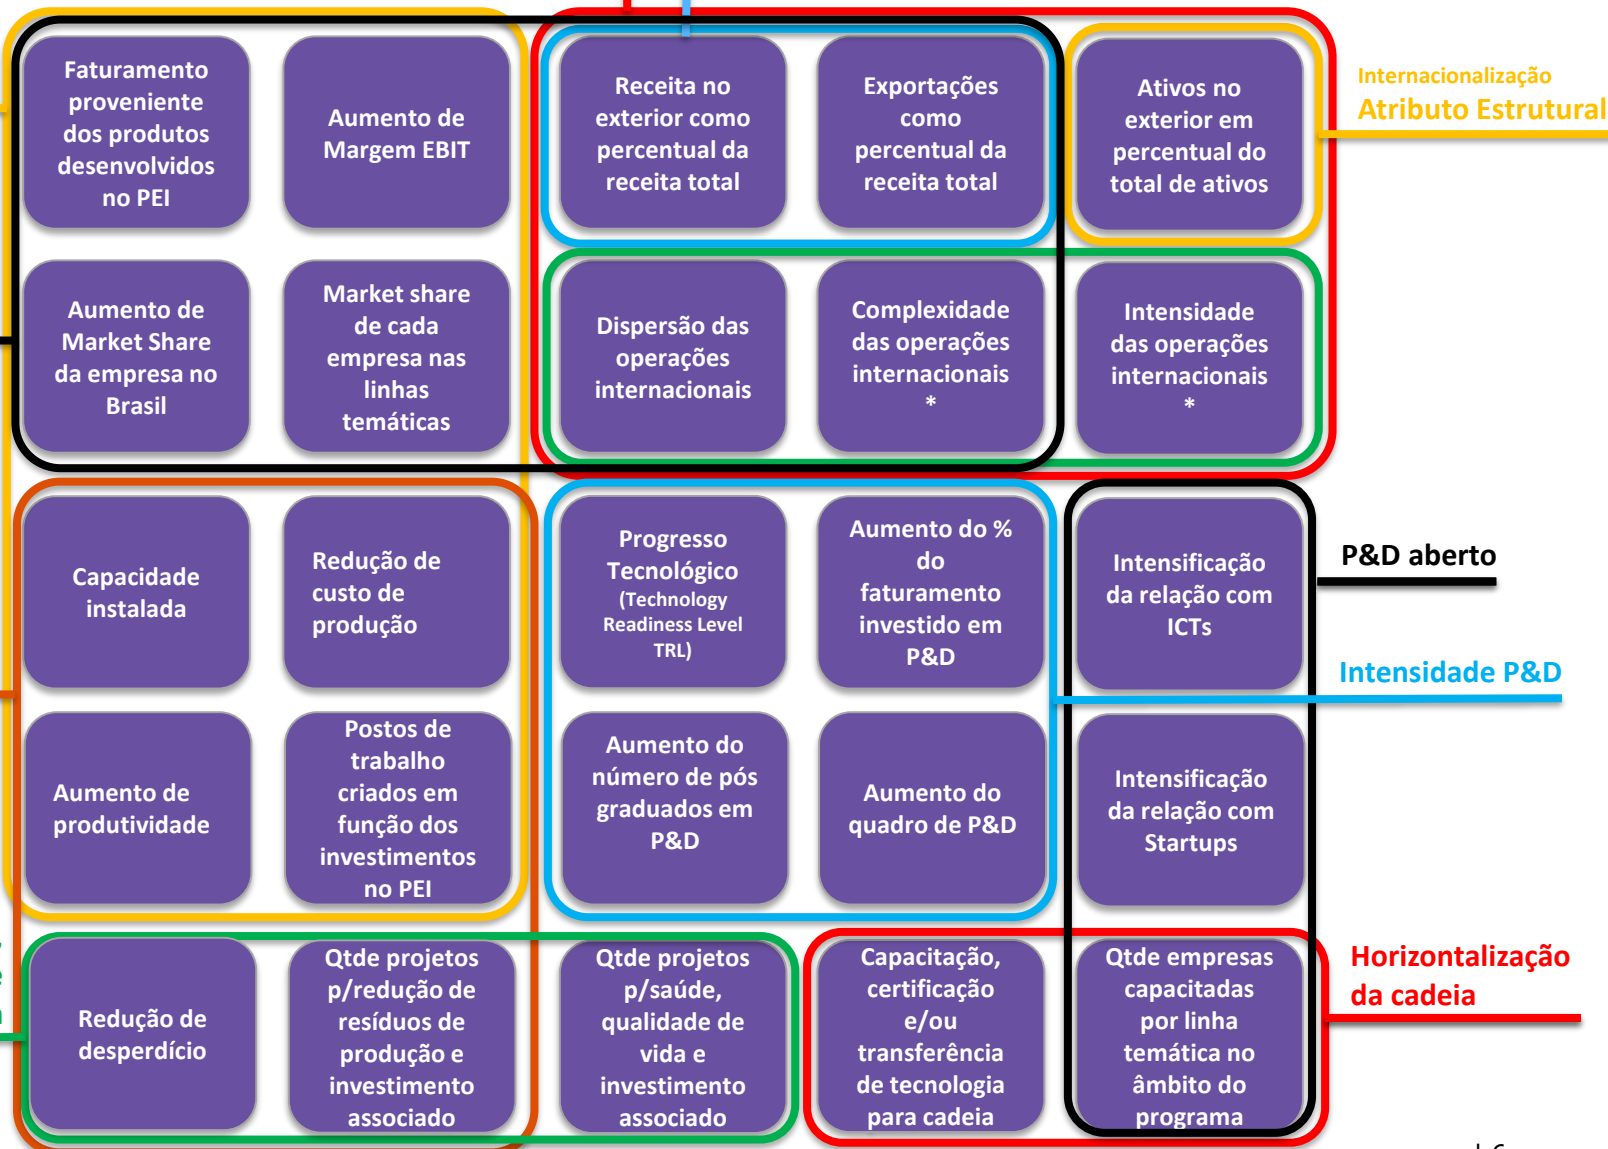 Faturamento
proveniente
dos produtos
desenvolvidos
no PEI
Aumento de
Margem EBIT
Receita no
exterior como
percentual da
receita total
Exportações
como
percentual da
receita total
Ativos no
exterior em
percentual do
total de ativos
Internacionalização
Atributo Estrutural
Aumento de
Market Share
da empresa no
Brasil
Market share
de cada
empresa nas
linhas
temáticas
Dispersão das
operações
internacionais
Complexidade
das operações
internacionais
*
Intensidade
das operações
internacionais
*
Capacidade
instalada
Redução de
custo de
produção
Progresso
Tecnológico
(Technology
Readiness Level
TRL)
Aumento do %
do
faturamento
investido em
P&D
Intensificação
da relação com
ICTs
P&D aberto
Intensidade P&D
Aumento de
produtividade
Postos de
trabalho
criados em
função dos
investimentos
no PEI
Aumento do
número de pós
graduados em
P&D
Aumento do
quadro de P&D
Intensificação
da relação com
Startups
Redução de
desperdício
Qtde projetos
p/redução de
resíduos de
produção e
investimento
associado
Qtde projetos
p/saúde,
qualidade de
vida e
investimento
associado
Capacitação,
certificação
e/ou
transferência
de tecnologia
para cadeia
Qtde empresas
capacitadas
por linha
temática no
âmbito do
programa
Horizontalização
da cadeia